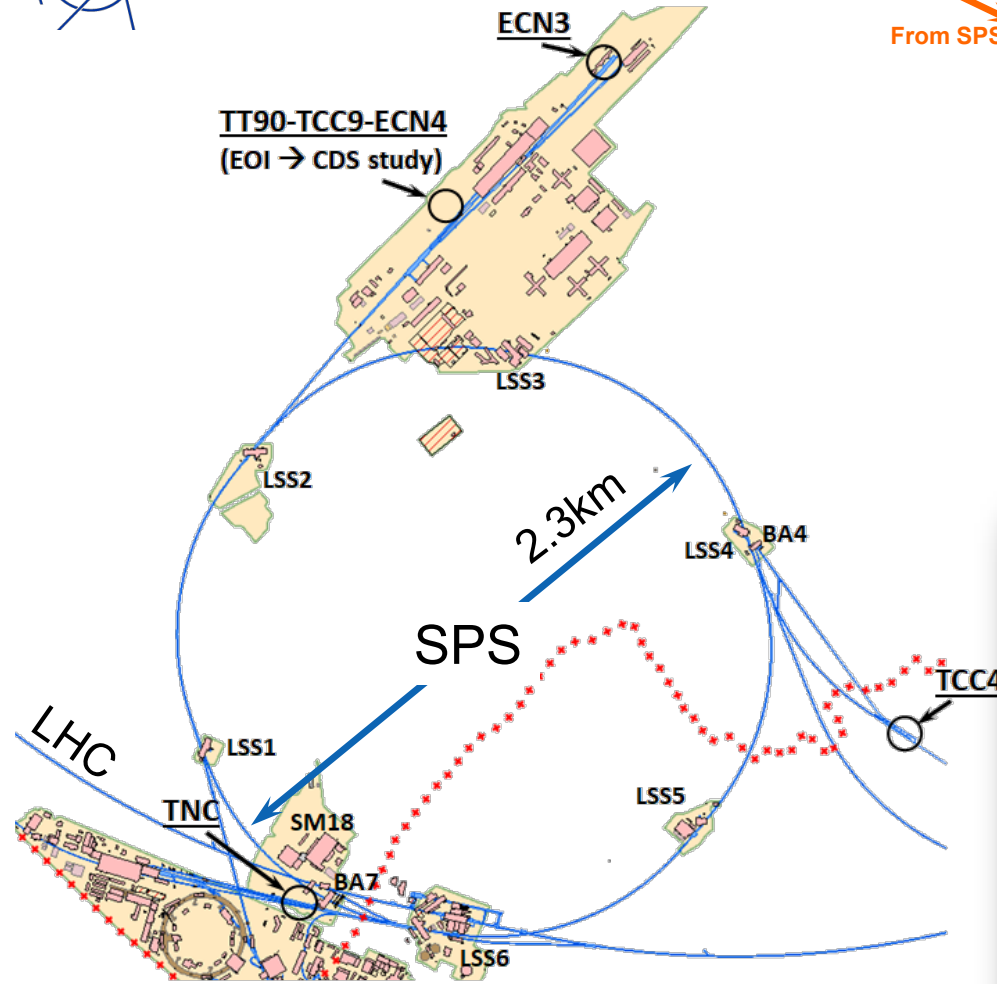 ECN3
From SPS
TT90-TCC9-ECN4
(EOI → CDS study)
LSS3
LSS2
2.3km
LSS4
BA4
SPS
TCC4
LHC
LSS1
TNC
SM18
LSS5
BA7
LSS6